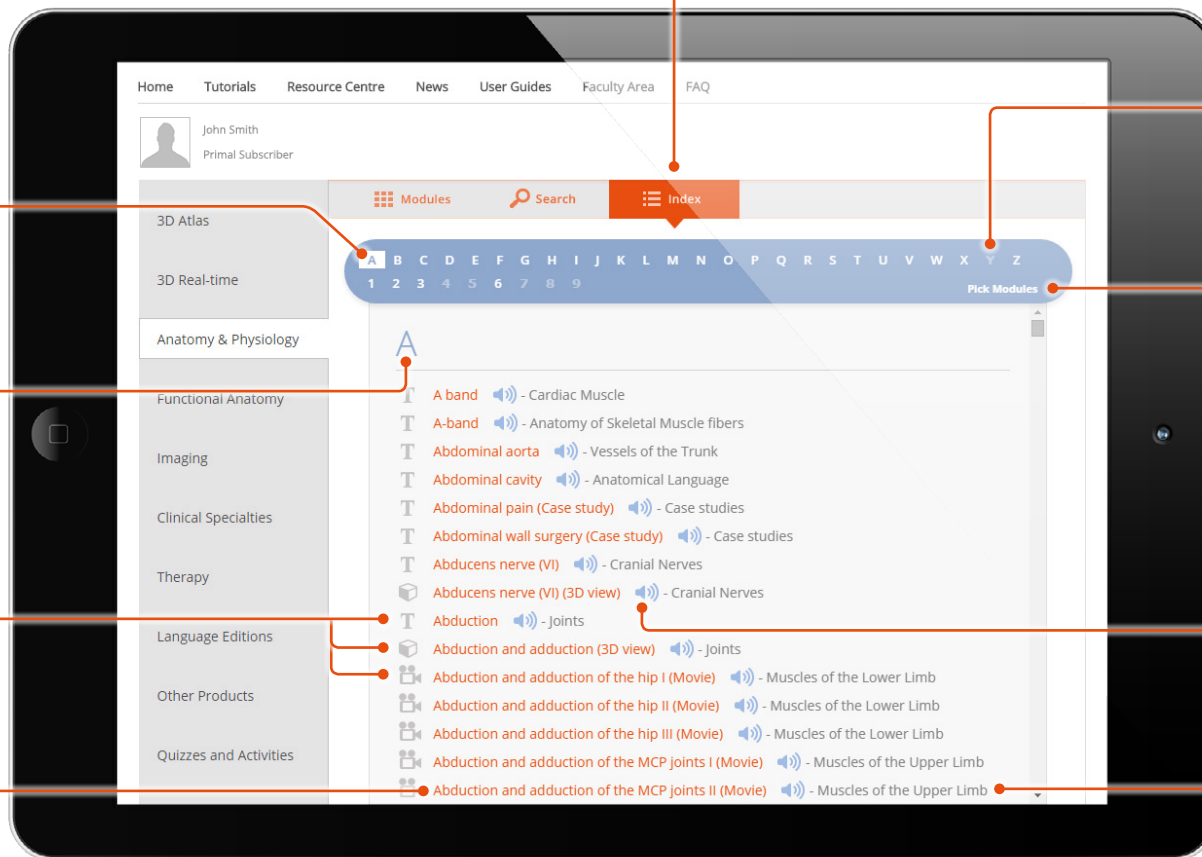 Home Tutorials Resource Centre News User Guides Faculty Area FAQ
John Smith
Primal Subscriber
Modules Search Index
3D Atlas
3D Real-time
Anatomy & Physiology
Functional Anatomy
Imaging
Clinical Specialties
Therapy
Language Editions
Other Products
Quizzes and Activities
A B C D E F G H I J K L M N O P Q R S T U V W X Y Z
1 2 3 4 5 6 7 8 9
Pick Modules
A
T A band - Cardiac Muscle
T A-band - Anatomy of Skeletal Muscle fibers
T Abdominal aorta - Vessels of the Trunk
T Abdominal cavity - Anatomical Language
T Abdominal pain (Case study) - Case studies
T Abdominal wall surgery (Case study) - Case studies
T Abducens nerve (VI) - Cranial Nerves
Abducens nerve (VI) (3D view) - Cranial Nerves
T Abduction - Joints
Abduction and adduction (3D view) - Joints
Abduction and adduction of the hip I (Movie) - Muscles of the Lower Limb
Abduction and adduction of the hip II (Movie) - Muscles of the Lower Limb
Abduction and adduction of the hip III (Movie) - Muscles of the Lower Limb
Abduction and adduction of the MCP joints I (Movie) - Muscles of the Upper Limb
Abduction and adduction of the MCP joints II (Movie) - Muscles of the Upper Limb